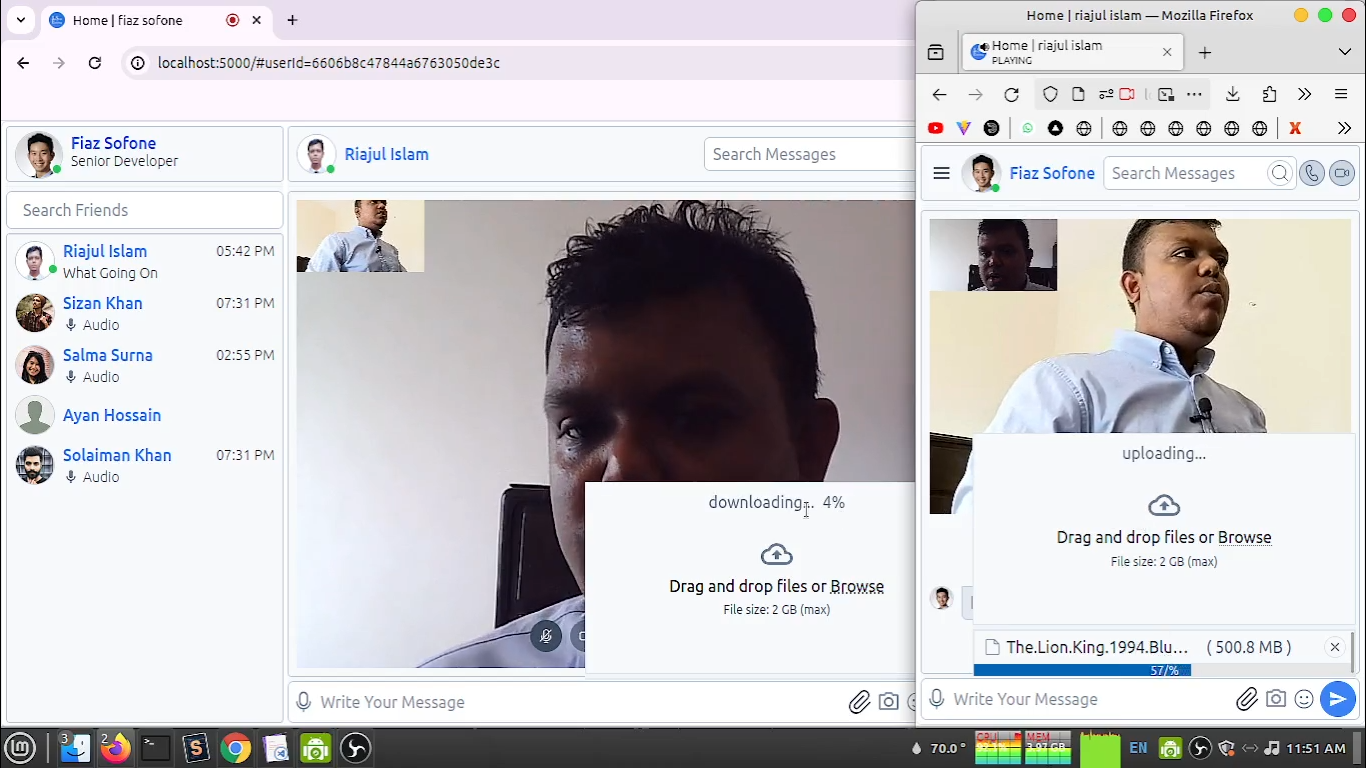 Home | fiaz sofone
localhost:5000/#userId=6606b8c47844a6763050de3c
Fiaz Sofone
Senior Developer
Search Friends
Riajul Islam
05:42 PM
What Going On
Sizan Khan
07:31 PM
Audio
Salma Surna
02:55 PM
Audio
Ayan Hossain
Solaiman Khan
07:31 PM
Audio
Riajul Islam
Search Messages
downloading... 4%
Drag and drop files or Browse
File size: 2 GB (max)
Write Your Message
Home | riajul islam — Mozilla Firefox
Home | riajul islam
PLAYING
Fiaz Sofone
Search Messages
uploading...
Drag and drop files or Browse
File size: 2 GB (max)
The.Lion.King.1994.Blu... ( 500.8 MB )
57/%
Write Your Message
3
2
70.0 °
CPU
MEM
3.97 GB
EN
11:51 AM